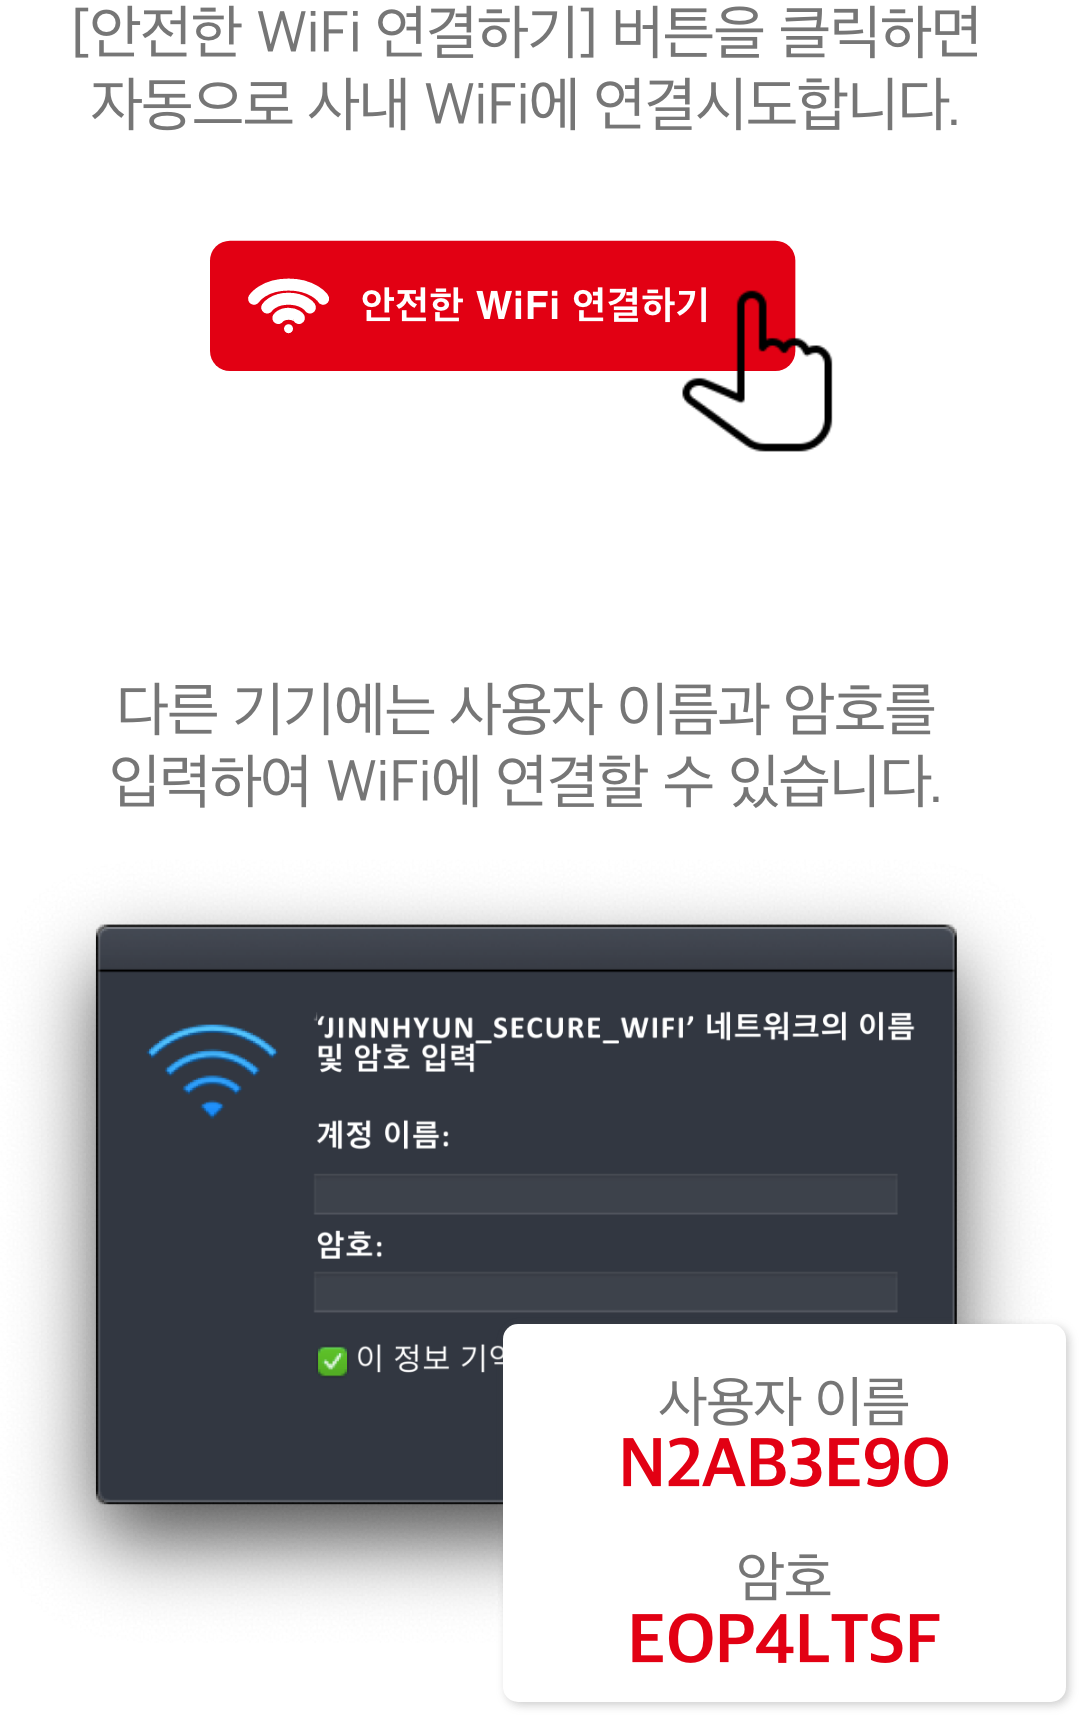 [안전한 WiFi 연결하기] 버튼을 클릭하면
자동으로 사내 WiFi에 연결시도합니다.
안전한 WiFi 연결하기
다른 기기에는 사용자 이름과 암호를
입력하여 WiFi에 연결할 수 있습니다.
‘JINNHYUN_SECURE_WIFI’ 네트워크의 이름
및 암호 입력
계정 이름:
암호:
이 정보
사용자 이름
N2AB3E9O
암호
EOP4LTSF